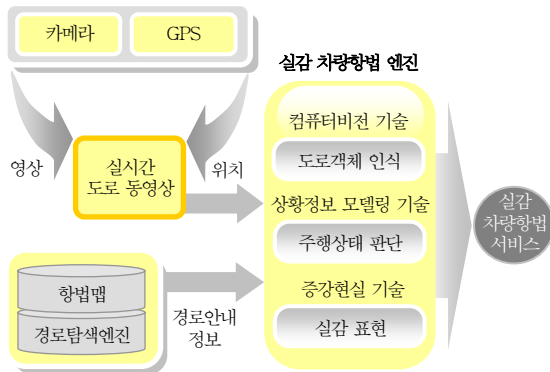 카메라
GPS
실감 차량항법 엔진
컴퓨터비전 기술
영상
실시간
도로 동영상
위치
도로객체 인식
상황정보 모델링 기술
주행상태 판단
실감
차량항법
서비스
항법맵
경로탐색엔진
경로안내
정보
증강현실 기술
실감 표현